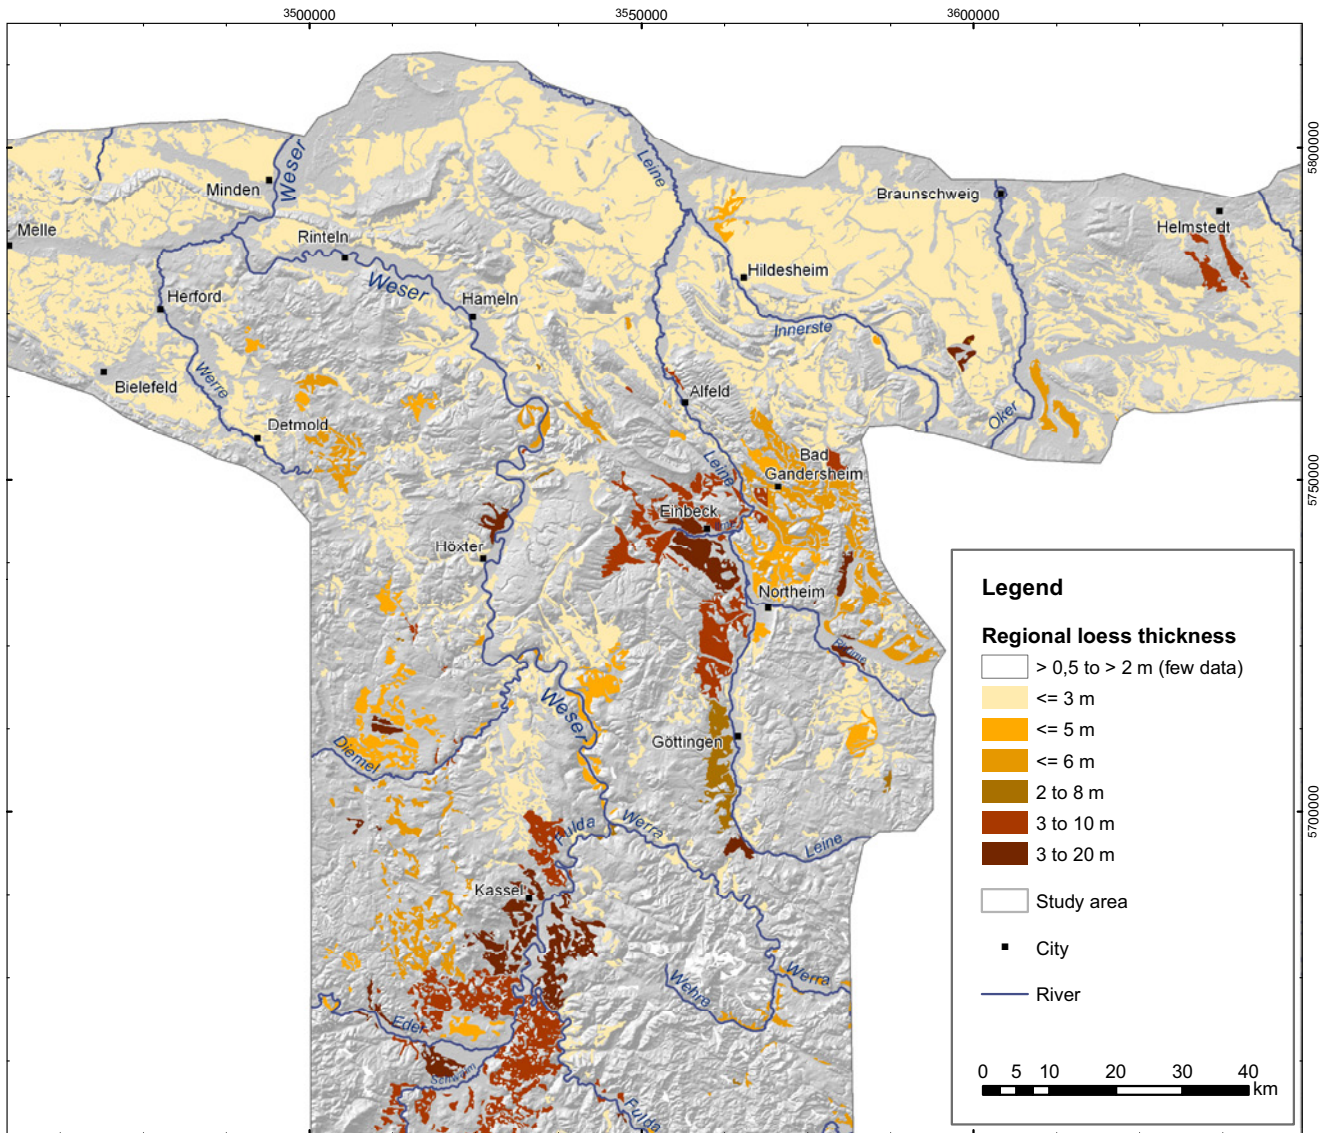 3500000
3550000
3600000
5800000
5750000
5700000
Minden
Weser
Leine
Braunschweig
Helmstedt
Melle
Rinteln
Weser
Hameln
Hildesheim
Innerste
Herford
Werre
Bielefeld
Detmold
Alfeld
Oker
Leine
Bad
Gandersheim
Einbeck
Höxter
Northeim
Rhume
Weser
Göttingen
Diemel
Fulda
Werra
Leine
Kassel
Werra
Wehre
Eder
Schwalm
Fulda
Legend
Regional loess thickness
> 0,5 to > 2 m (few data)
<= 3 m
<= 5 m
<= 6 m
2 to 8 m
3 to 10 m
3 to 20 m
Study area
City
River
0 5 10 20 30 40
km